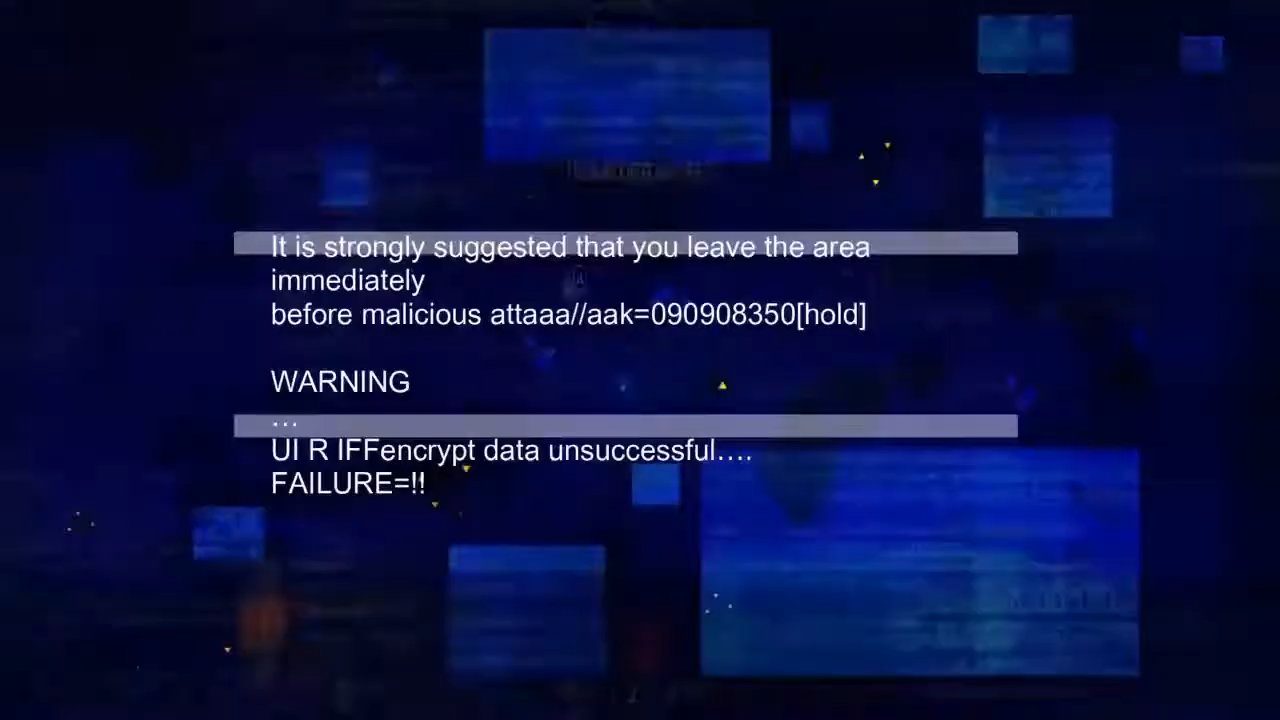 It is strongly suggested that you leave the area
immediately
before malicious attaaa//aak=090908350[hold]
WARNING
…
UI R IFFencrypt data unsuccessful….
FAILURE=!!